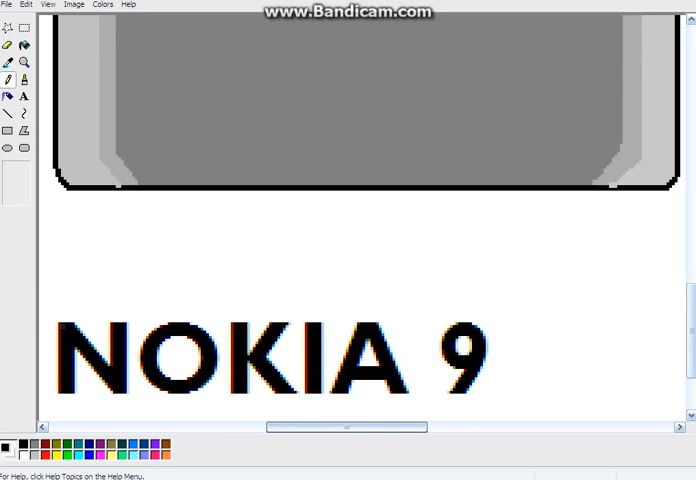 www.Bandicam.com
File Edit View Image Colors Help
A
NOKIA 9
For Help, click Help Topics on the Help Menu.